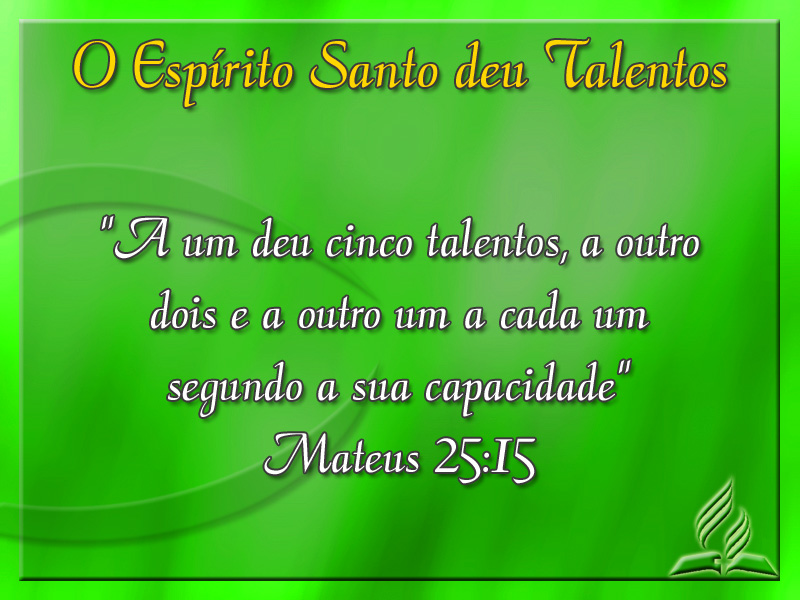 O Espírito Santo deu Talentos
"A um deu cinco talentos, a outro
dois e a outro um a cada um
segundo a sua capacidade"
Mateus 25:15